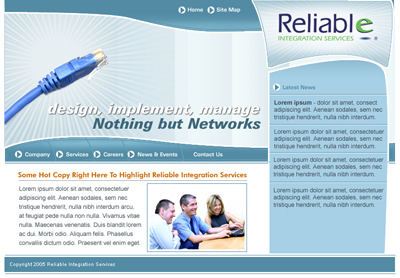 Home Site Map
Reliable
INTEGRATION SERVICES
design, implement, manage
Nothing but Networks
Company Services Careers News & Events Contact Us
Latest News
Lorem ipsum - dolor sit amet, consect
adipiscing elit. Aenean sodales, sem nec
tristique hendrerit, nulla nibh interdum.
Lorem ipsum dolor sit amet, consectetuer
elit. Aenean sodales, sem nec tristique
hendrerit, nulla nibh interdum.
Lorem ipsum dolor sit amet, consectetuer
elit. Aenean sodales, sem nec tristique
hendrerit, nulla nibh interdum.
Lorem ipsum dolor sit amet, consectetuer
elit. Aenean sodales, sem nec tristique
hendrerit, nulla nibh interdum.
Some Hot Copy Right Here To Highlight Reliable Integration Services
Lorem ipsum dolor sit amet, consectetuer
adipiscing elit. Aenean sodales, sem nec
tristique hendrerit, nulla nibh interdum arcu,
at feugiat pede nulla non nulla. Vivamus vitae
nulla. Maecenas venenatis. Duis blandit lorem
ac dui. Morbi odio. Aliquam felis. Phasellus
convallis dictum odio. Praesent vel enim eget.
Copyright 2005 Reliable Integration Services